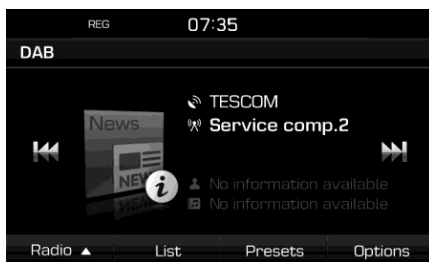 REG 07:35
DAB
TESCOM
News
Service comp.2
NEW
i
No information available
No information available
Radio ▲ List Presets Options